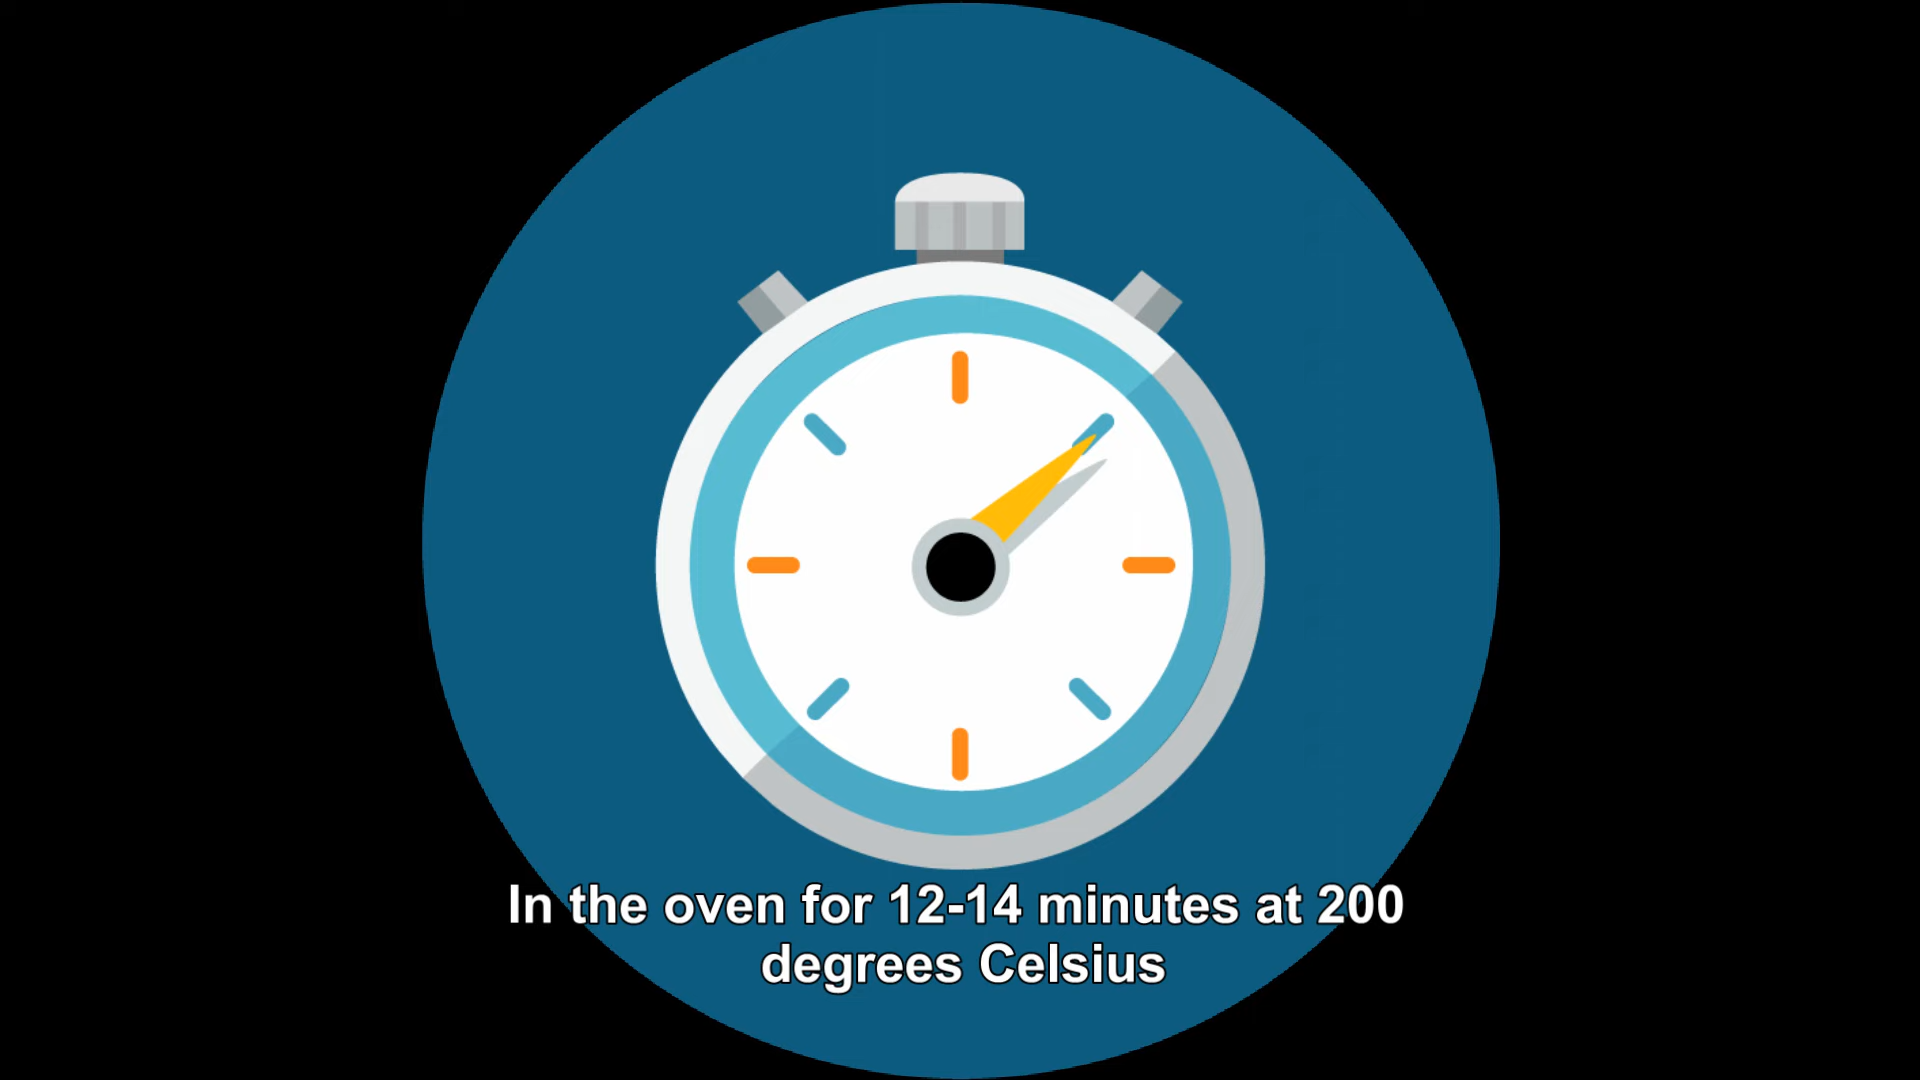 In the oven for 12-14 minutes at 200
degrees Celsius